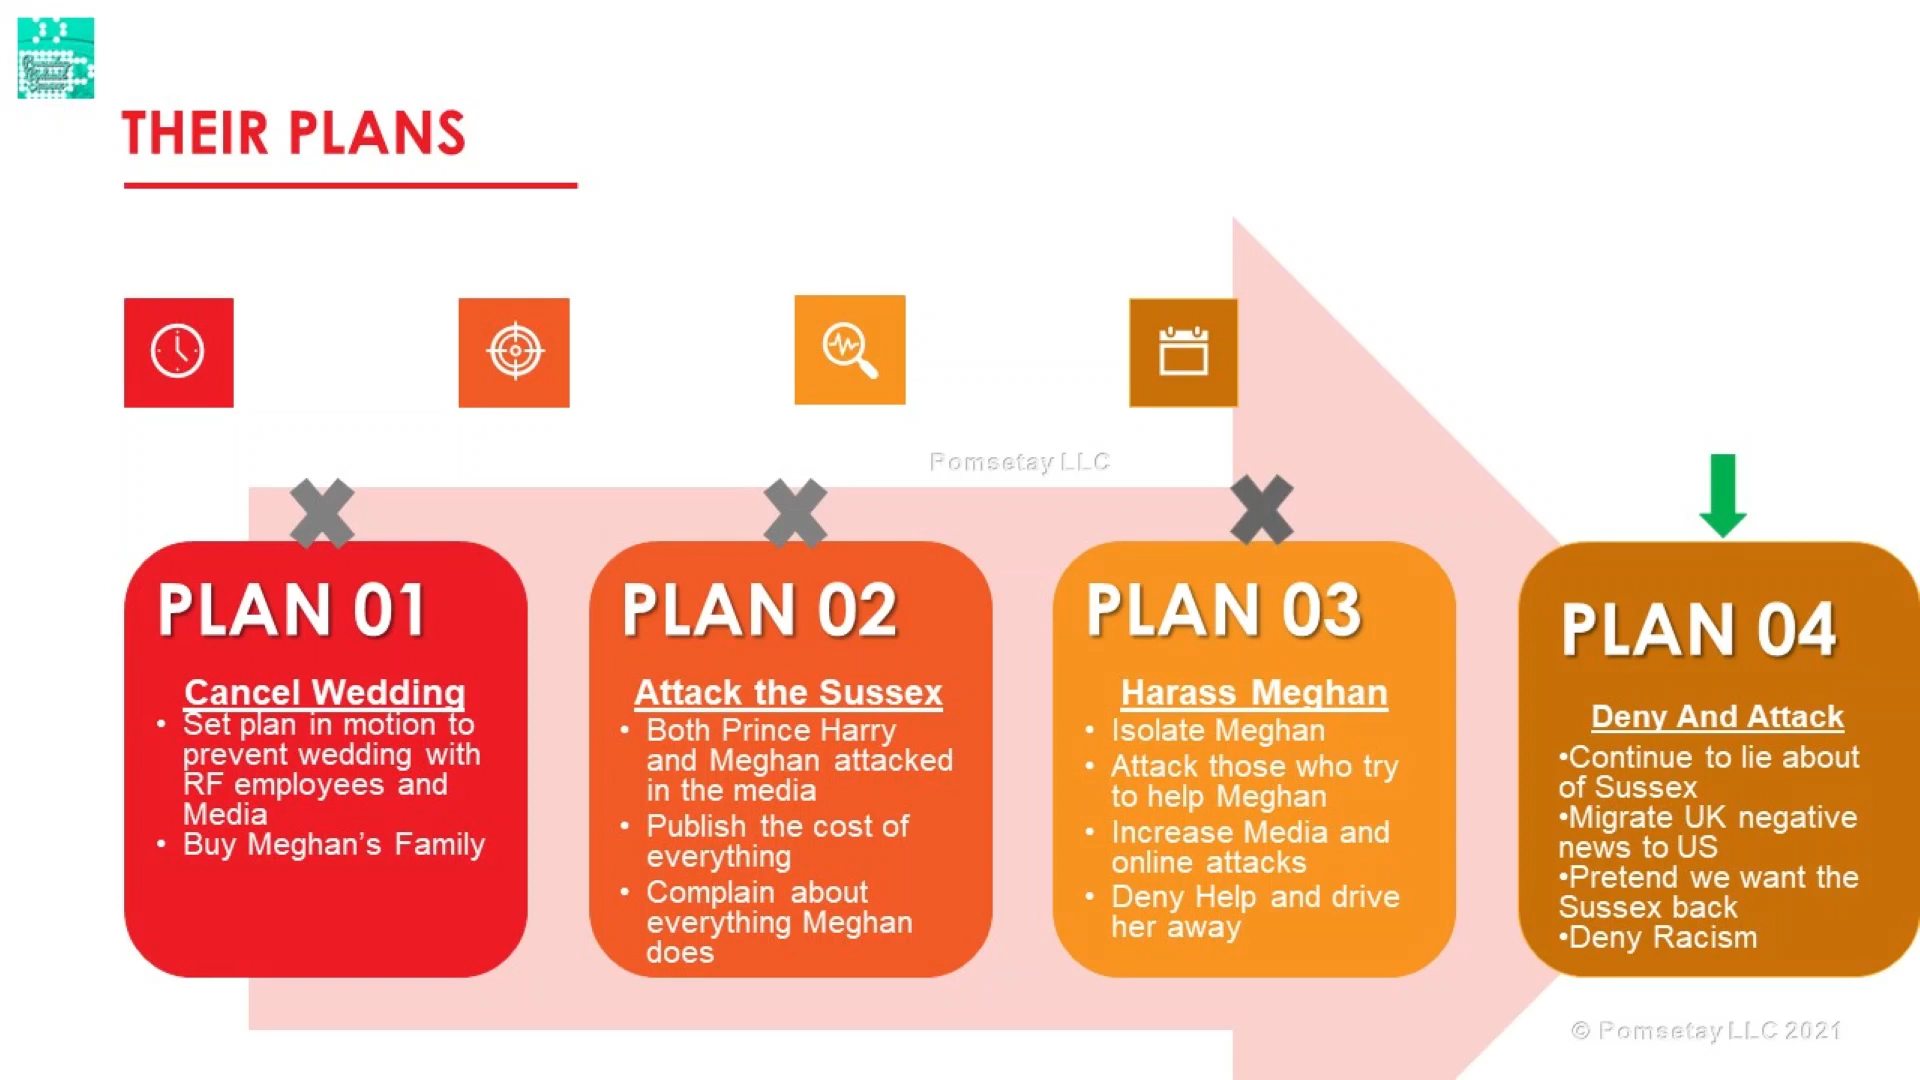 THEIR PLANS
Pomsetay LLC
PLAN 01
Cancel Wedding
• Set plan in motion to
prevent wedding with
RF employees and
Media
• Buy Meghan's Family
PLAN 02
Attack the Sussex
• Both Prince Harry
and Meghan attacked
in the media
• Publish the cost of
everything
• Complain about
everything Meghan
does
PLAN 03
Harass Meghan
• Isolate Meghan
• Attack those who try
to help Meghan
• Increase Media and
online attacks
• Deny Help and drive
her away
PLAN 04
Deny And Attack
•Continue to lie about
of Sussex
•Migrate UK negative
news to US
•Pretend we want the
Sussex back
•Deny Racism
© Pomsetay LLC 2021